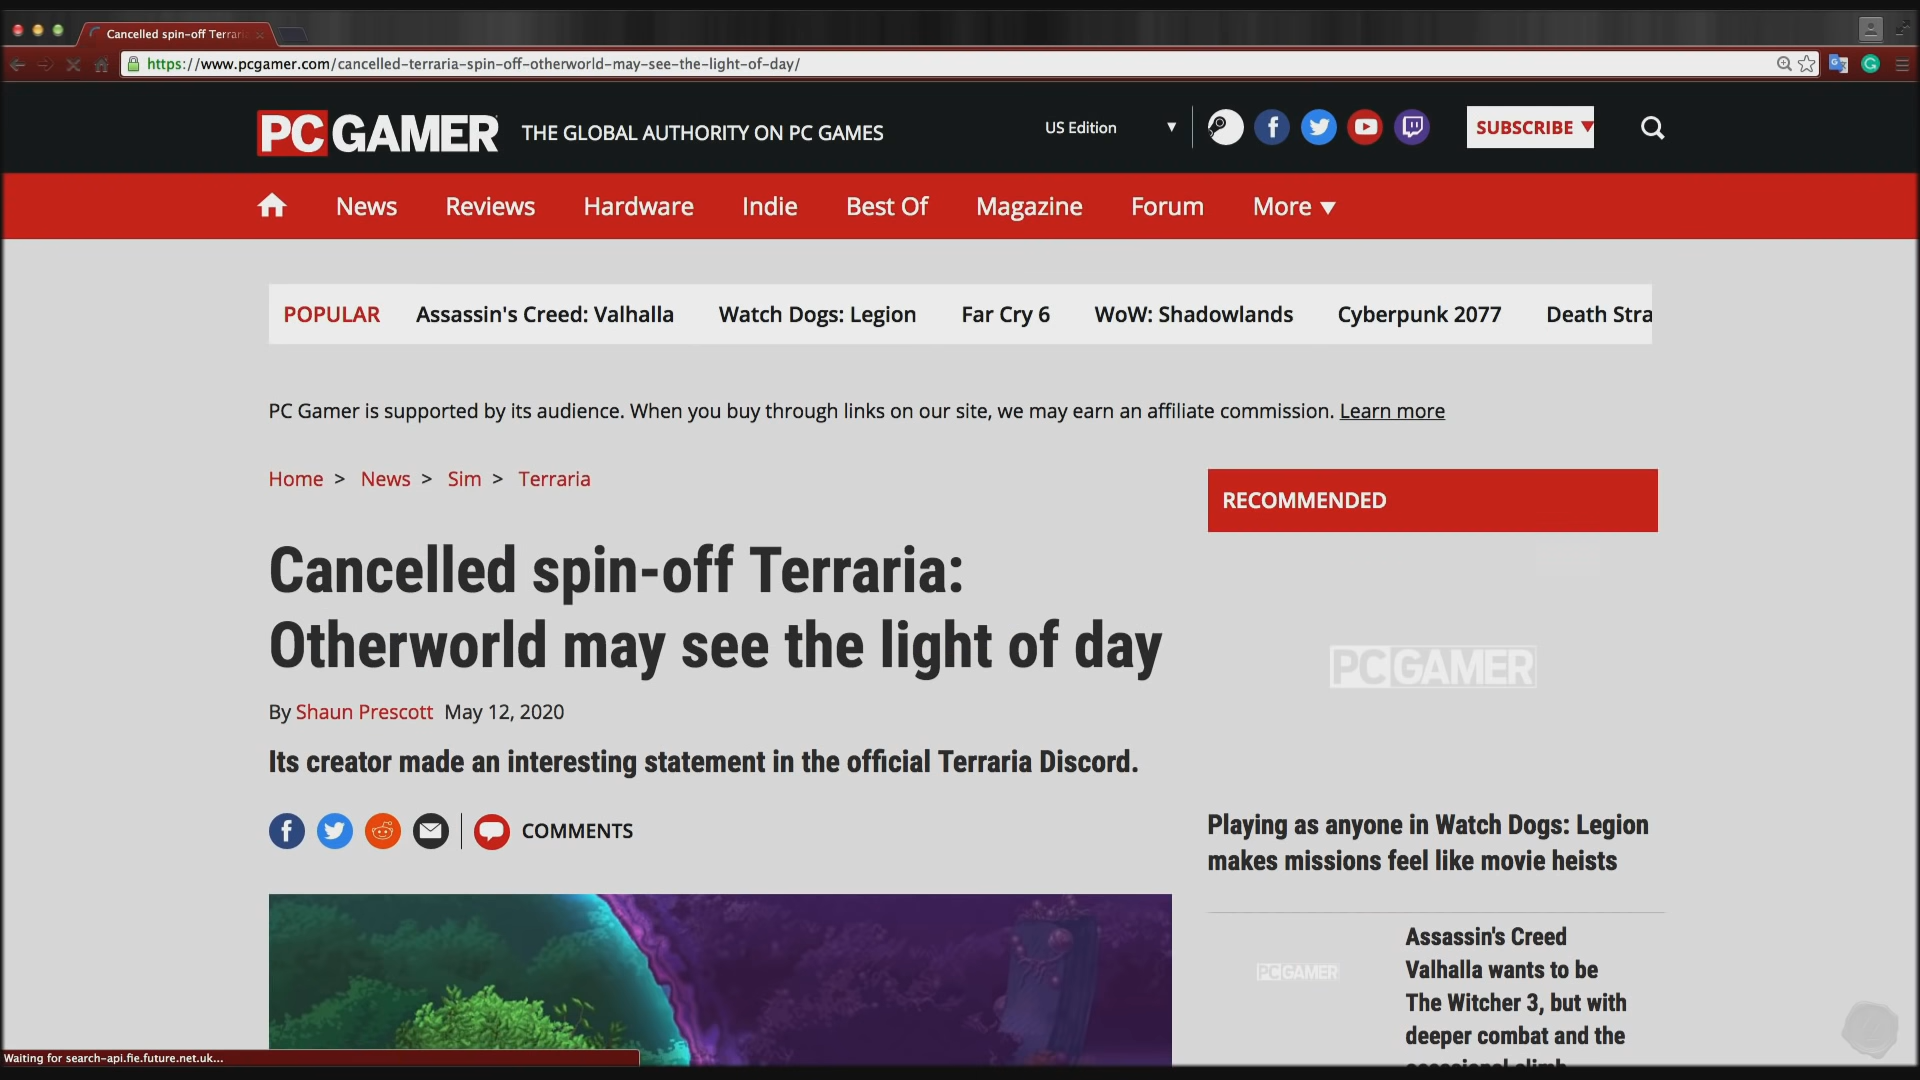 Cancelled spin-off Terrari
https://www.pcgamer.com/cancelled-terraria-spin-off-otherworld-may-see-the-light-of-day/
PC GAMER THE GLOBAL AUTHORITY ON PC GAMES US Edition SUBSCRIBE
News Reviews Hardware Indie Best Of Magazine Forum More
POPULAR Assassin's Creed: Valhalla Watch Dogs: Legion Far Cry 6 WoW: Shadowlands Cyberpunk 2077 Death Stra
PC Gamer is supported by its audience. When you buy through links on our site, we may earn an affiliate commission. Learn more
Home > News > Sim > Terraria
Cancelled spin-off Terraria:
Otherworld may see the light of day
By Shaun Prescott May 12, 2020
Its creator made an interesting statement in the official Terraria Discord.
COMMENTS
RECOMMENDED
PC GAMER
Playing as anyone in Watch Dogs: Legion
makes missions feel like movie heists
PC GAMER
Assassin's Creed
Valhalla wants to be
The Witcher 3, but with
deeper combat and the
Waiting for search-api.fie.future.net.uk...